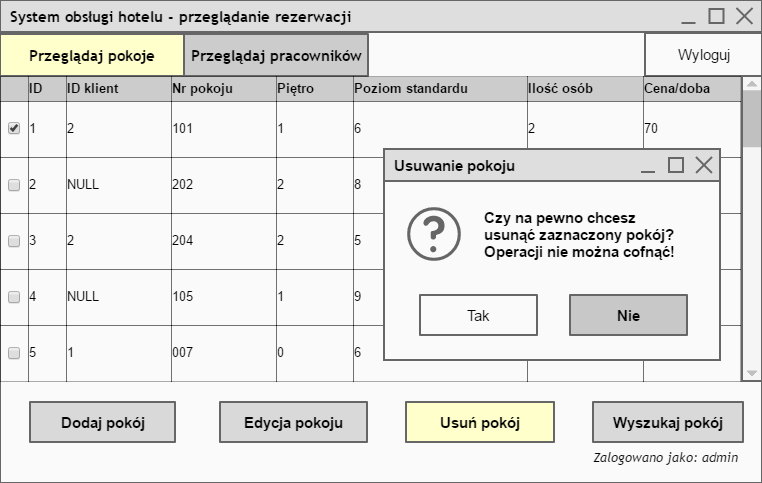 System obsługi hotelu - przeglądanie rezerwacji
Przeglądaj pokoje Przeglądaj pracowników Wyloguj
ID ID klient Nr pokoju Piętro Poziom standardu Ilość osób Cena/doba
1 2 101 1 6 2 70
2 NULL 202 2 8
3 2 204 2 5
4 NULL 105 1 9
5 1 007 0 6
Usuwanie pokoju
Czy na pewno chcesz
usunąć zaznaczony pokój?
Operacji nie można cofnąć!
Tak Nie
Dodaj pokój Edycja pokoju Usuń pokój Wyszukaj pokój
Zalogowano jako: admin